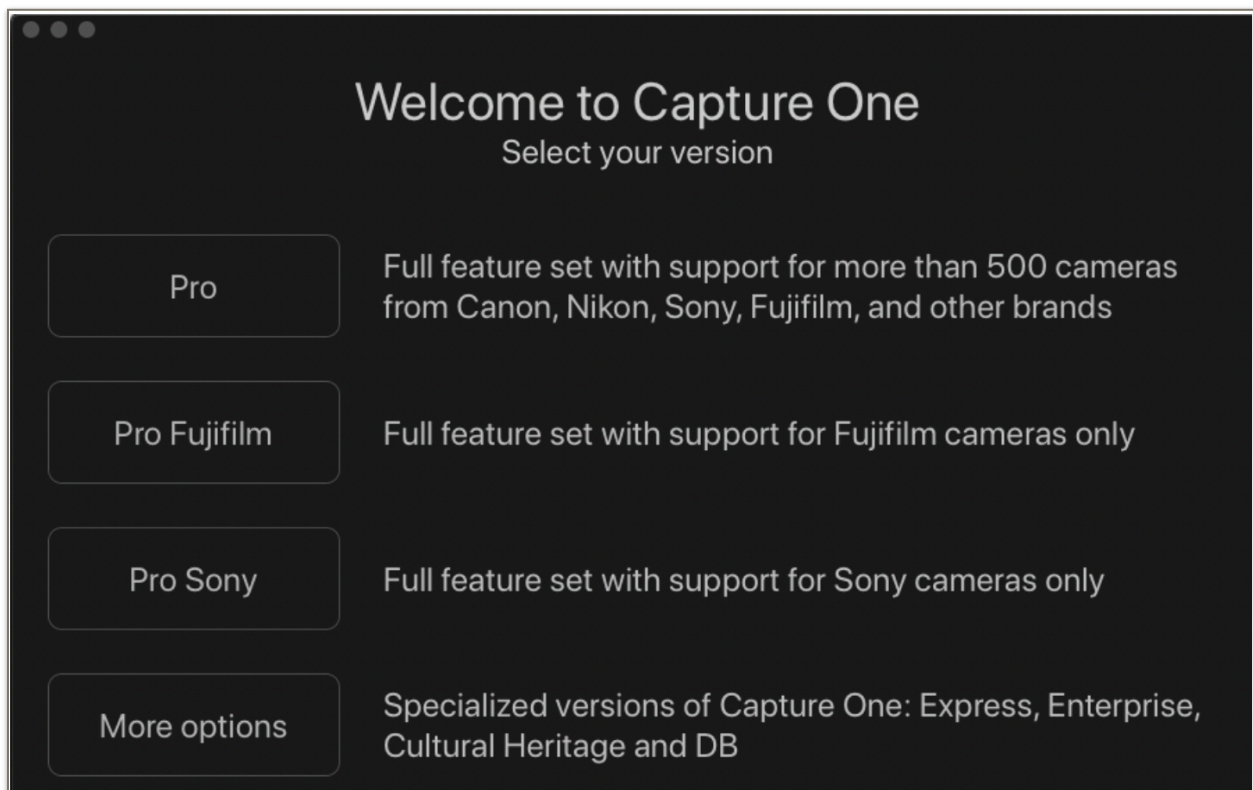 Welcome to Capture One
Select your version
Pro
Full feature set with support for more than 500 cameras
from Canon, Nikon, Sony, Fujifilm, and other brands
Pro Fujifilm
Full feature set with support for Fujifilm cameras only
Pro Sony
Full feature set with support for Sony cameras only
More options
Specialized versions of Capture One: Express, Enterprise,
Cultural Heritage and DB